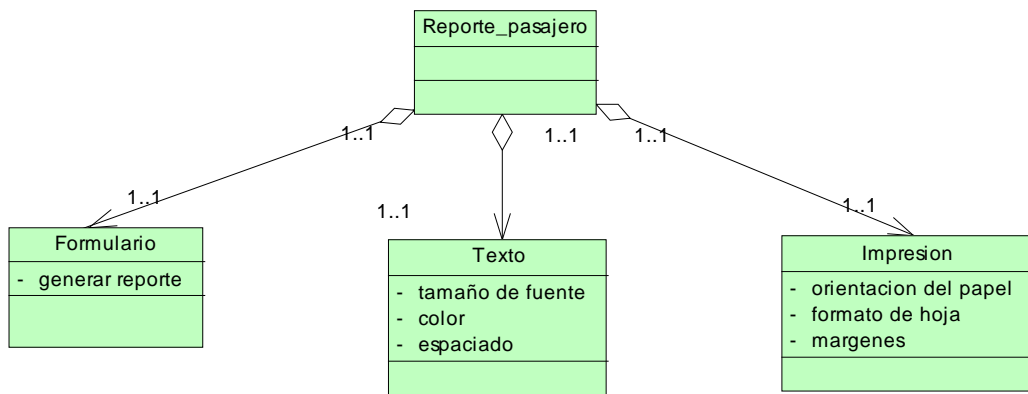 Reporte_pasajero
1..1
1..1
1..1
1..1
1..1
1..1
Formulario
- generar reporte
Texto
- tamaño de fuente
- color
- espaciado
Impresion
- orientacion del papel
- formato de hoja
- margenes